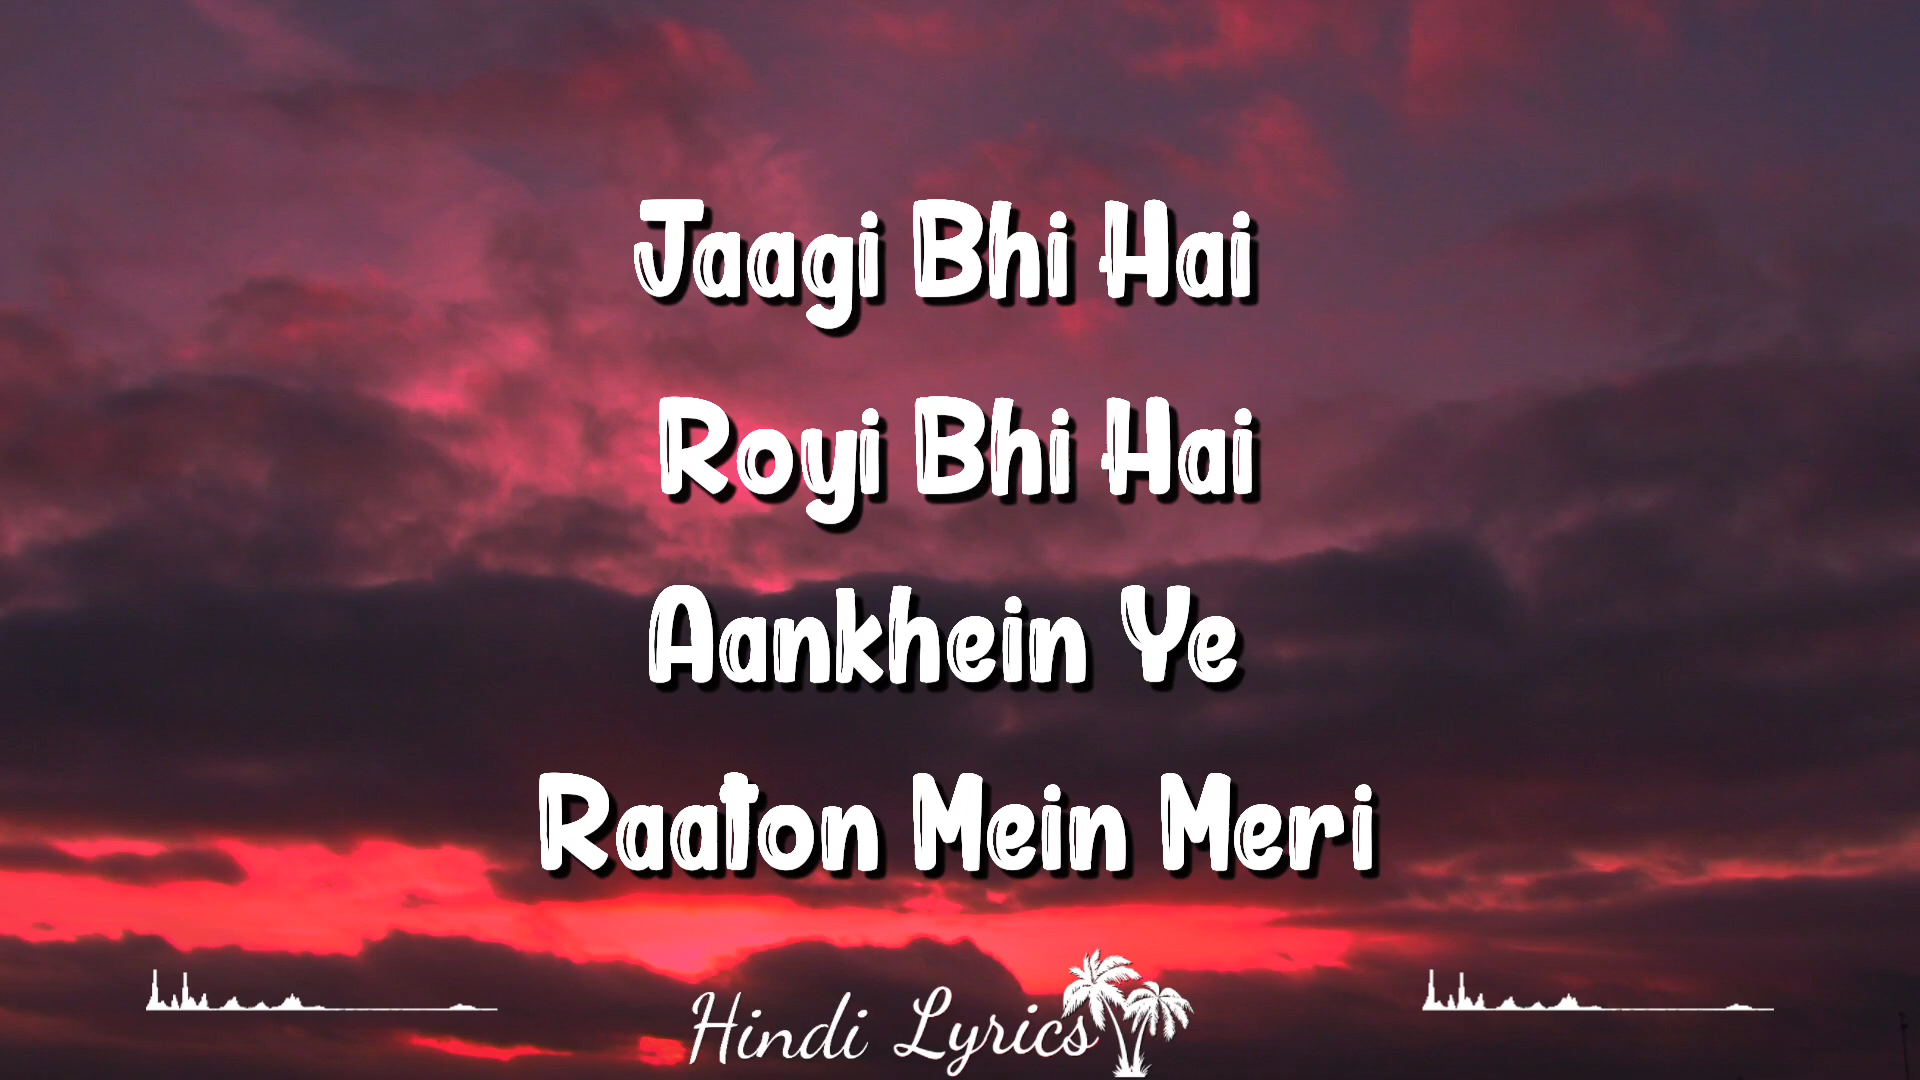 Jaagi Bhi Hai
Royi Bhi Hai
Aankhein Ye
Raaton Mein Meri
Hindi Lyrics